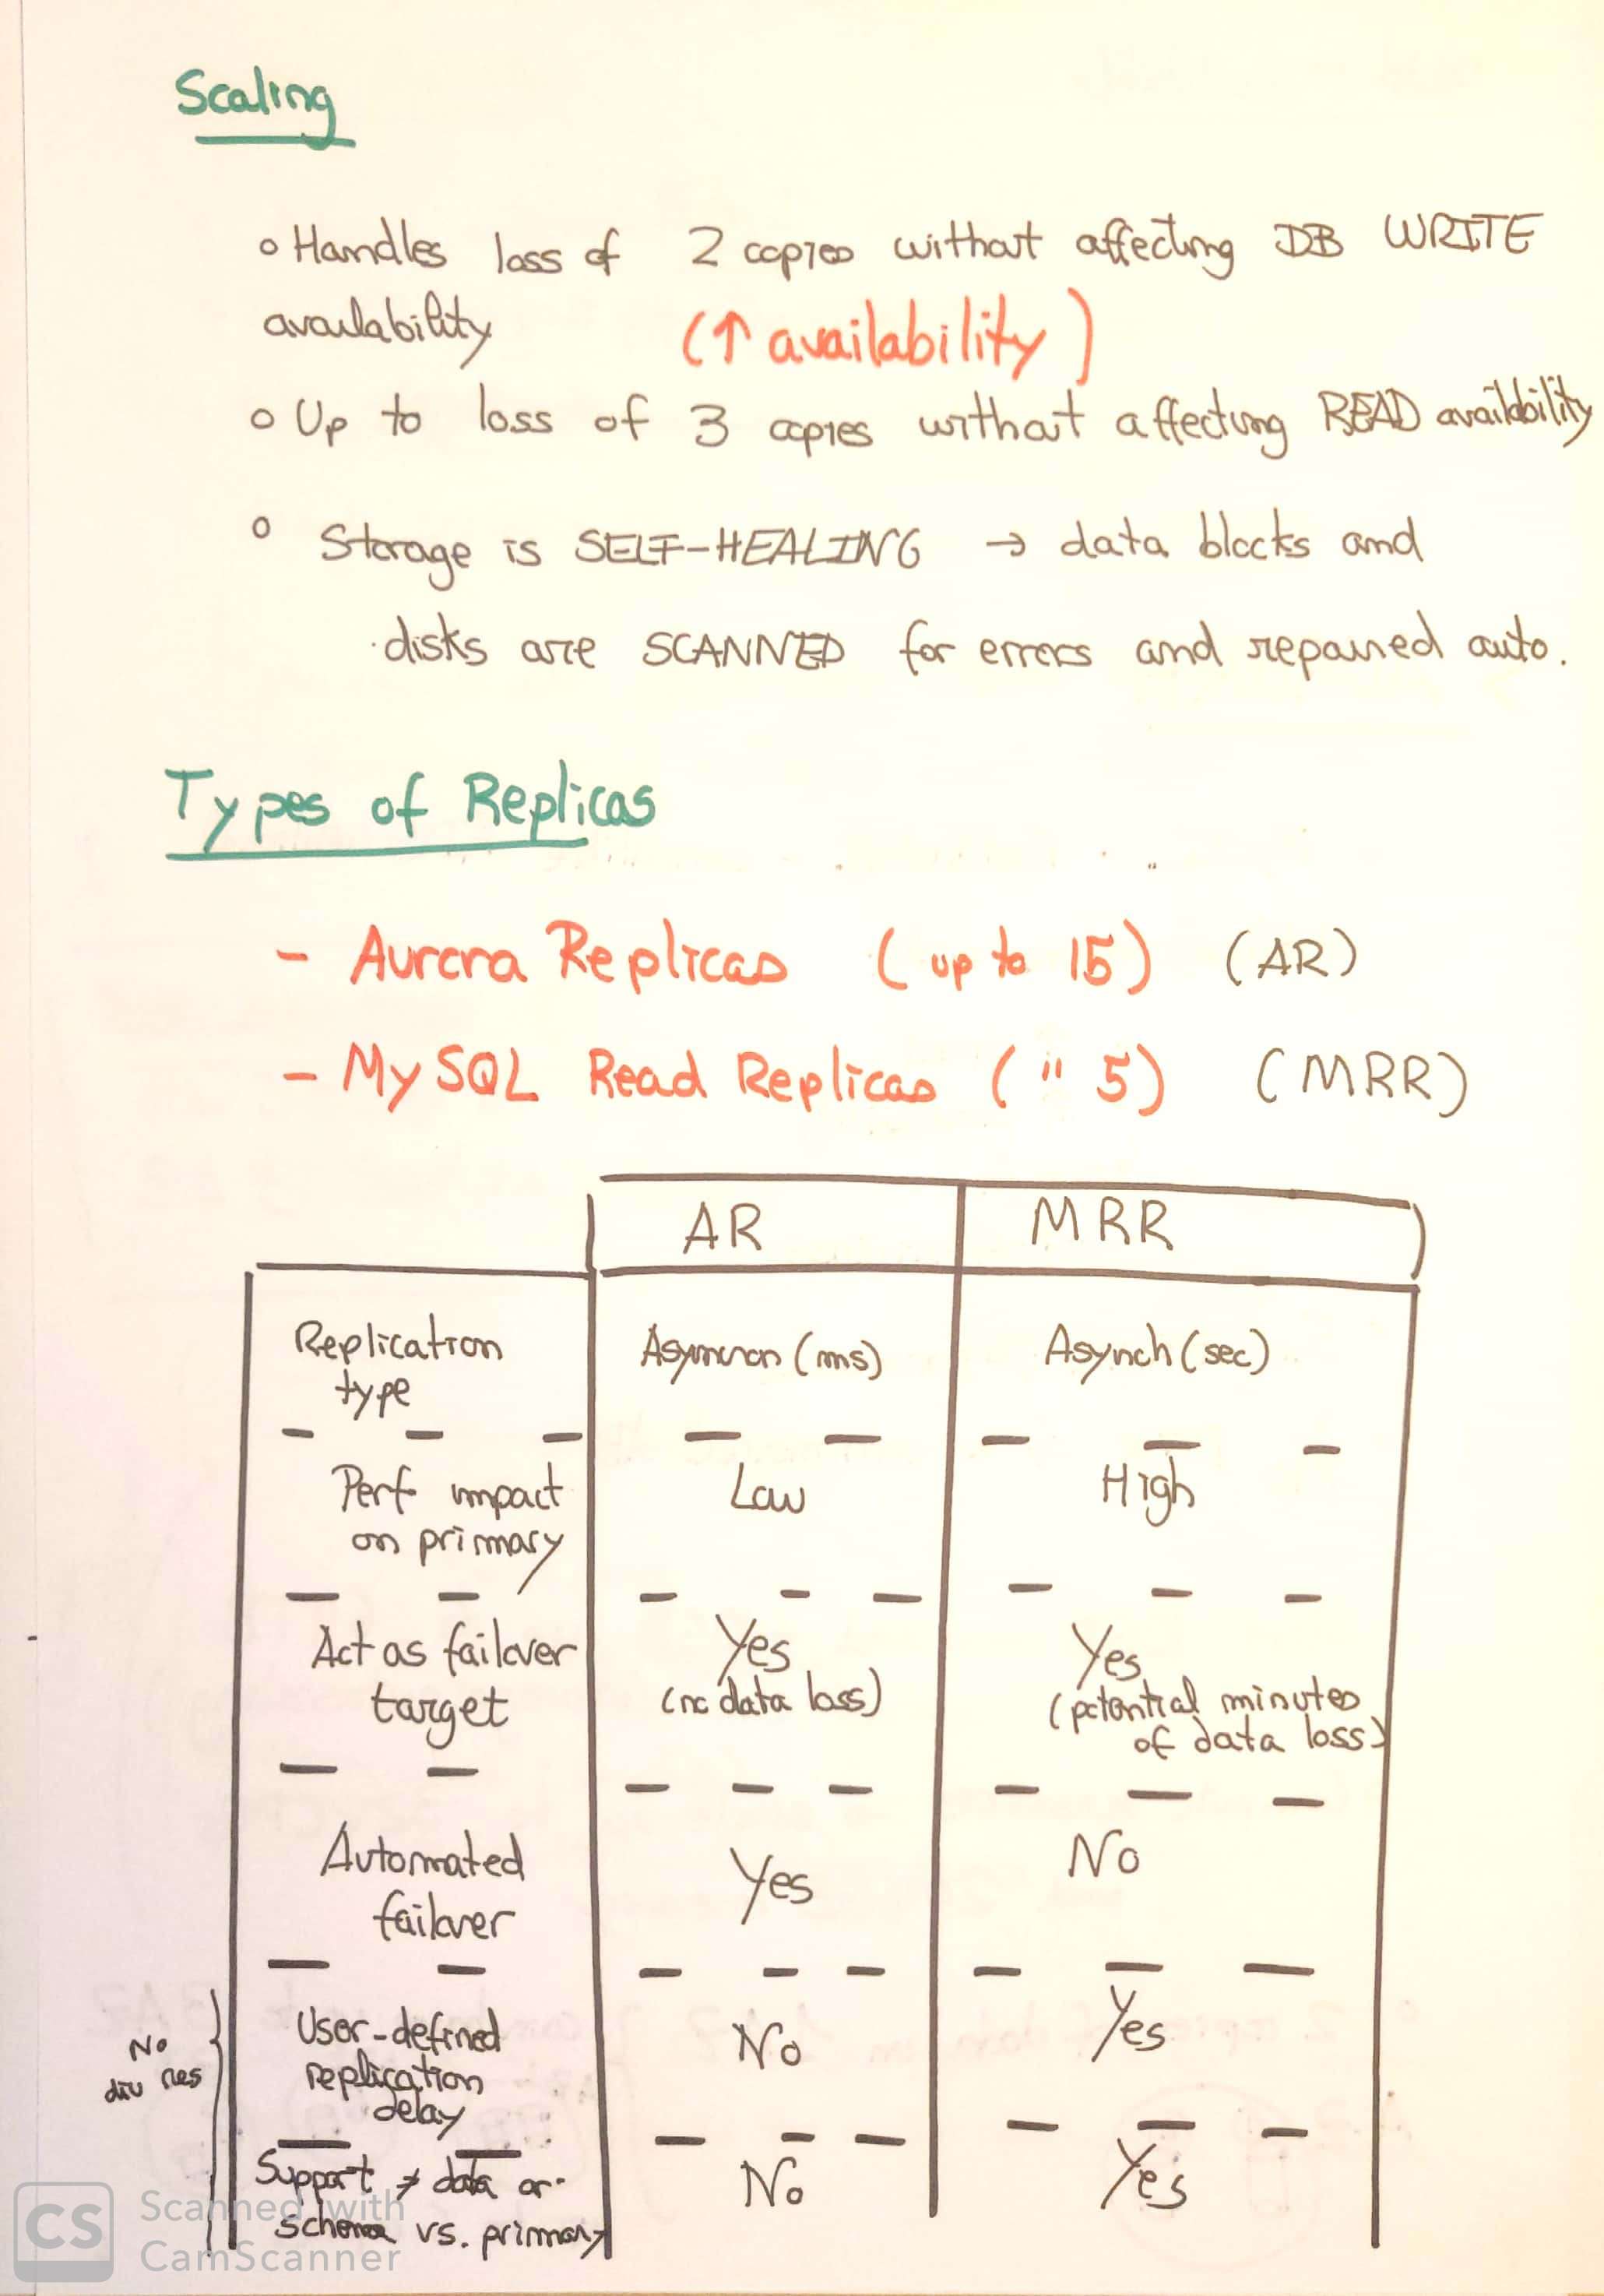 Scaling
o Handles loss of 2 copies without affecting DB WRITE
availability (↑ availability)
o Up to loss of 3 copies without affecting READ availability
o Storage is SELF-HEALING → data blocks and
disks are SCANNED for errors and repaired auto.
Types of Replicas
- Aurora Replicas (up to 15) (AR)
- MySQL Read Replicas (" 5) (MRR)
AR MRR
Replication Asynchron (ms) Asynch (sec)
type
Perf impact Low High
on primary
Act as failover Yes Yes
target (no data loss) (potential minutes
of data loss)
Automated Yes No
failover
User-defined No Yes
replication
delay
No
diu res
Support ≠ data or No Yes
schema vs. primary
CS Scanned with
CamScanner